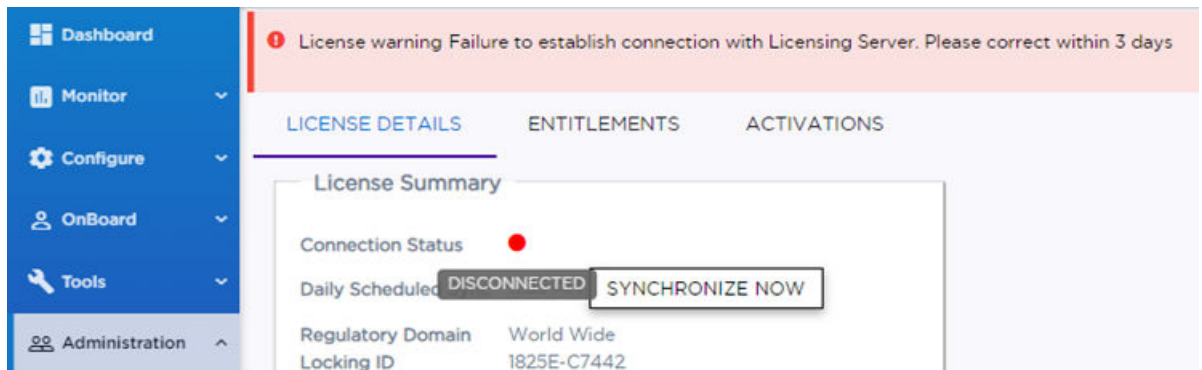 Dashboard
Monitor
Configure
OnBoard
Tools
Administration
License warning Failure to establish connection with Licensing Server. Please correct within 3 days
LICENSE DETAILS ENTITLEMENTS ACTIVATIONS
License Summary
Connection Status
Daily Scheduled DISCONNECTED SYNCHRONIZE NOW
Regulatory Domain World Wide
Locking ID 1825E-C7442